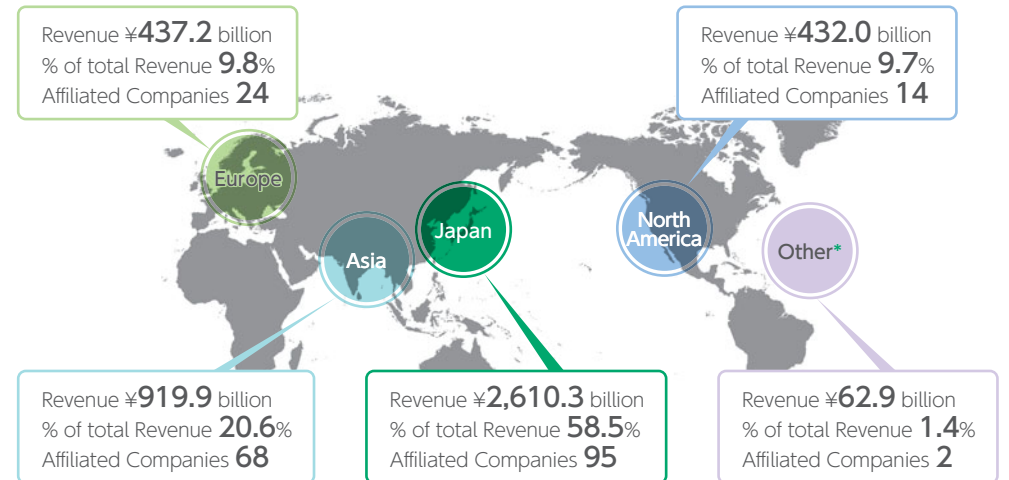 Revenue ¥437.2 billion
% of total Revenue 9.8%
Affiliated Companies 24
Revenue ¥432.0 billion
% of total Revenue 9.7%
Affiliated Companies 14
Europe
Asia
Japan
North
America
Other*
Revenue ¥919.9 billion
% of total Revenue 20.6%
Affiliated Companies 68
Revenue ¥2,610.3 billion
% of total Revenue 58.5%
Affiliated Companies 95
Revenue ¥62.9 billion
% of total Revenue 1.4%
Affiliated Companies 2